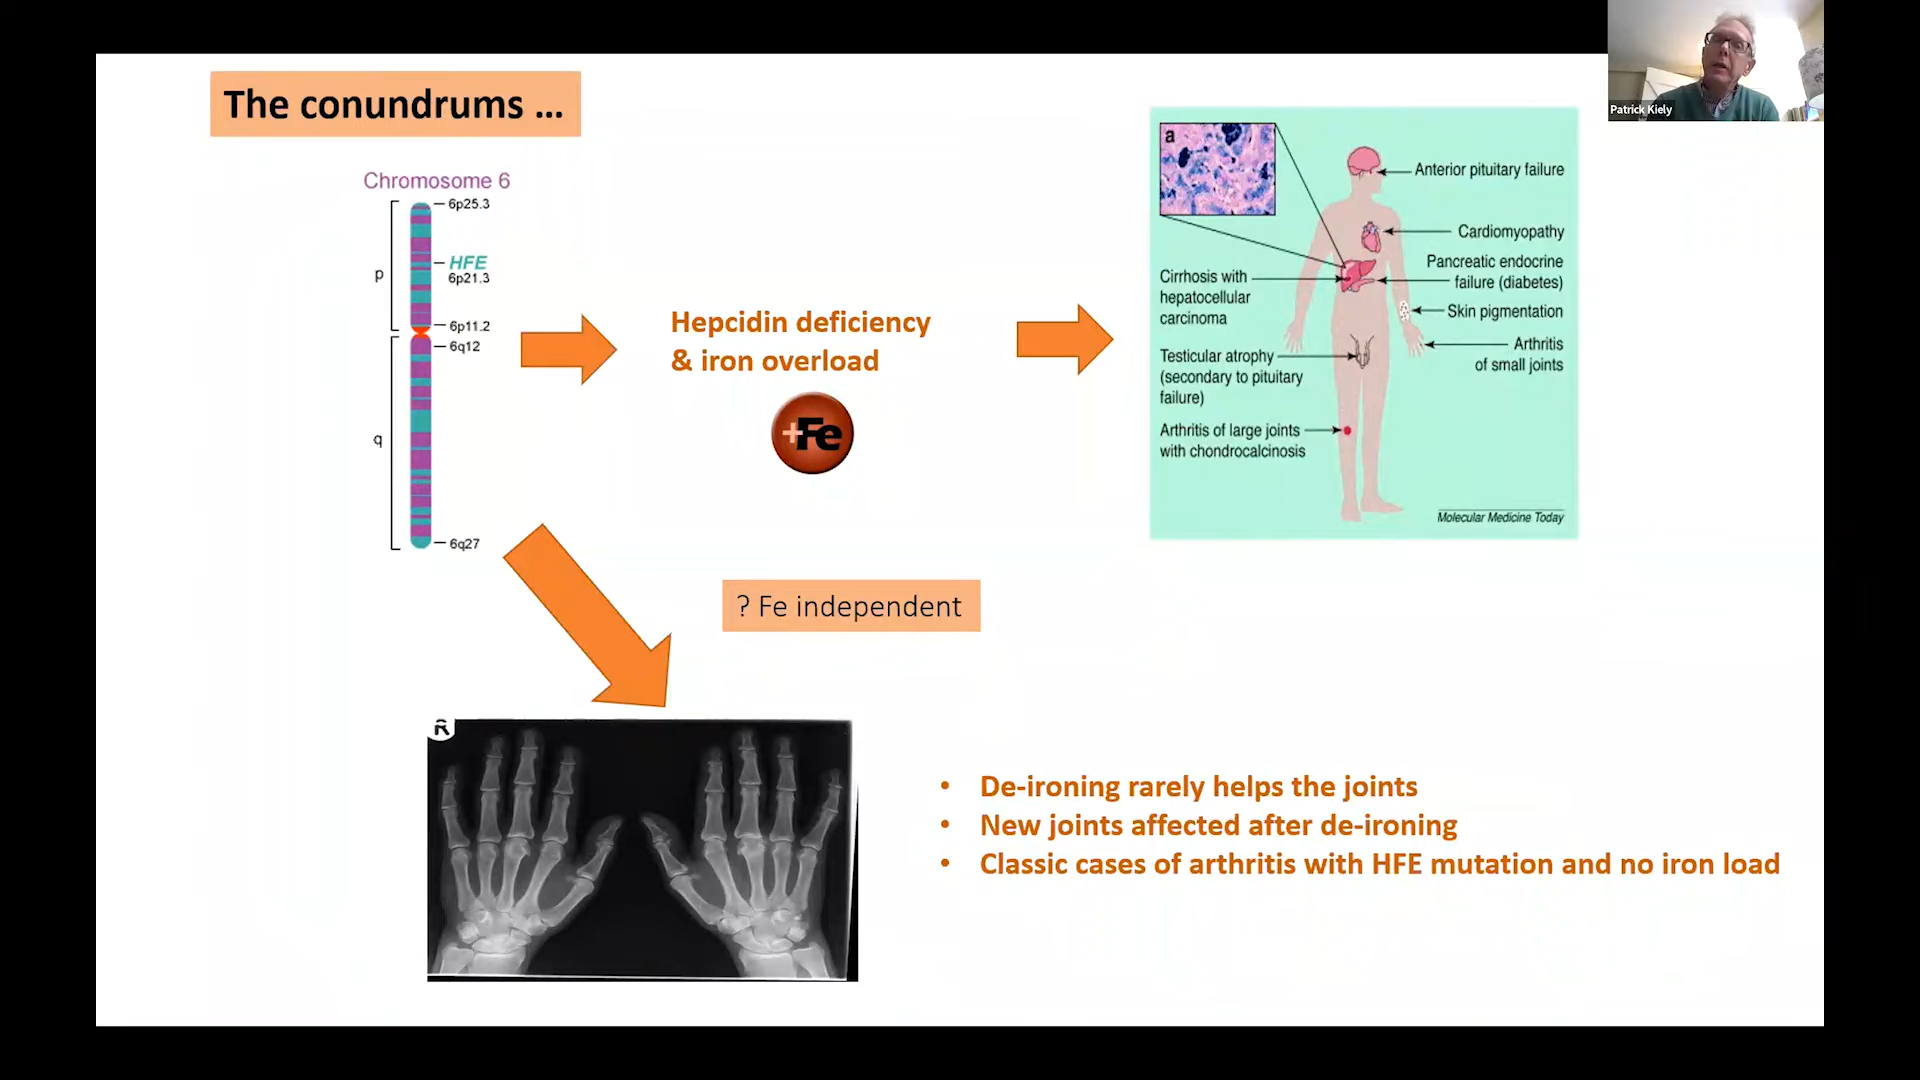 The conundrums ...
Patrick Kiely
Chromosome 6
6p25.3
HFE
6p21.3
p
6p11.2
6q12
q
6q27
Hepcidin deficiency
& iron overload
+Fe
a
Anterior pituitary failure
Cardiomyopathy
Pancreatic endocrine
failure (diabetes)
Skin pigmentation
Arthritis
of small joints
Cirrhosis with
hepatocellular
carcinoma
Testicular atrophy
(secondary to pituitary
failure)
Arthritis of large joints
with chondrocalcinosis
Molecular Medicine Today
? Fe independent
R
• De-ironing rarely helps the joints
• New joints affected after de-ironing
• Classic cases of arthritis with HFE mutation and no iron load